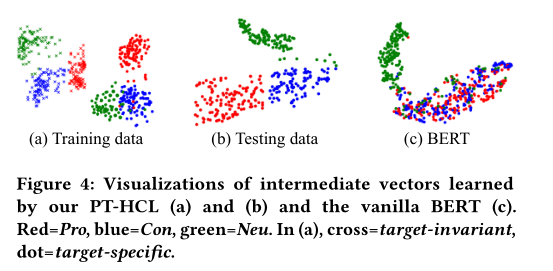 (a) Training data (b) Testing data (c) BERT
Figure 4: Visualizations of intermediate vectors learned
by our PT-HCL (a) and (b) and the vanilla BERT (c).
Red=Pro, blue=Con, green=Neu. In (a), cross=target-invariant,
dot=target-specific.